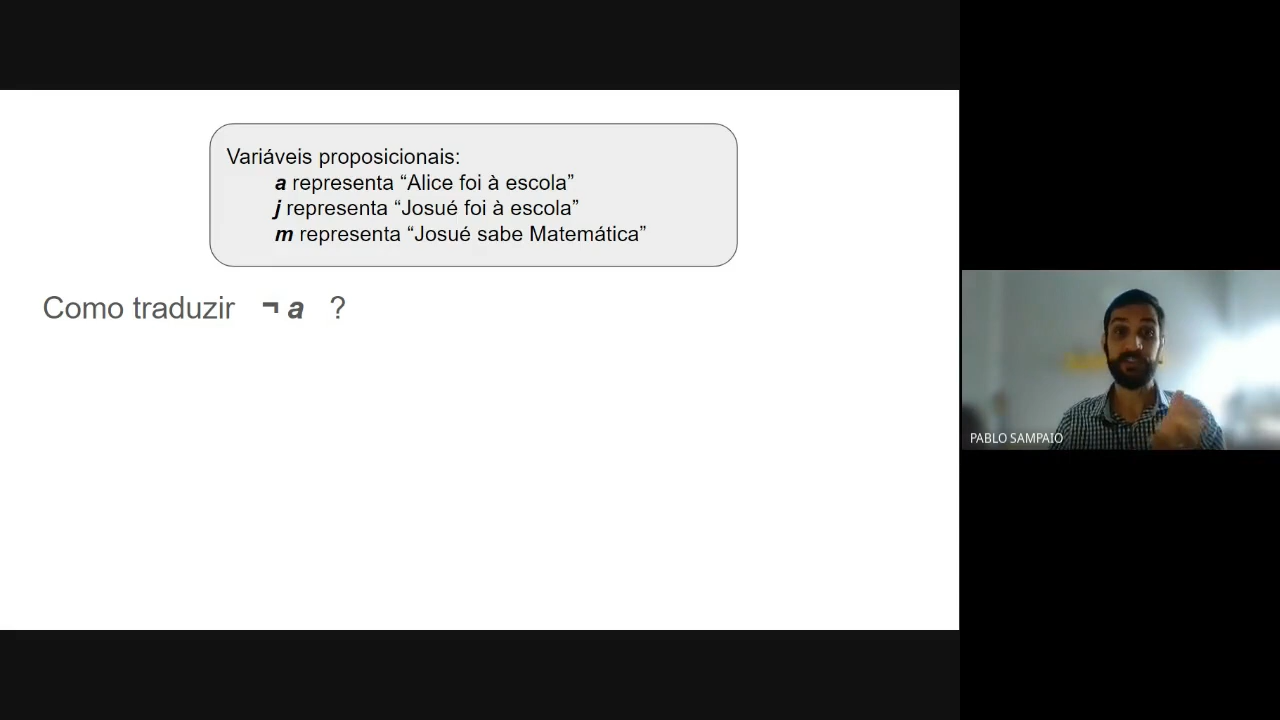 Variáveis proposicionais:
a representa “Alice foi à escola”
j representa “Josué foi à escola”
m representa “Josué sabe Matemática”
Como traduzir ¬ a ?
PABLO SAMPAIO